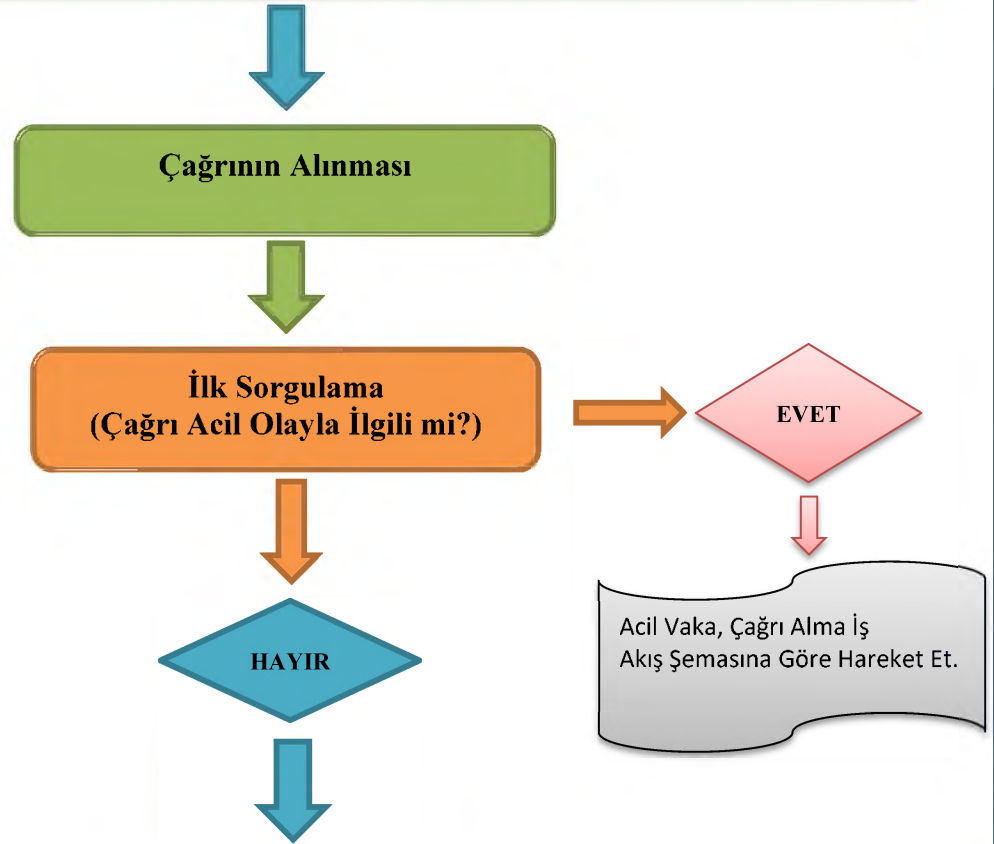 Çağrının Alınması
İlk Sorgulama
(Çağrı Acil Olayla İlgili mi?)
EVET
HAYIR
Acil Vaka, Çağrı Alma İş
Akış Şemasına Göre Hareket Et.